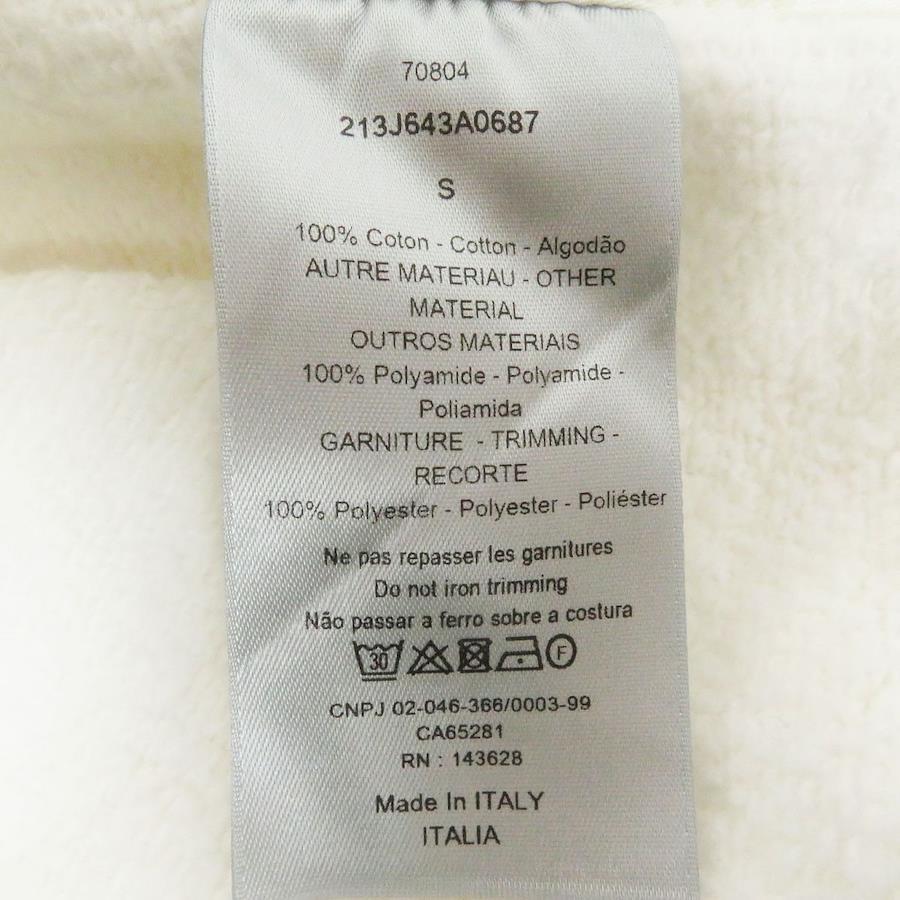 70804
213J643A0687
S
100% Coton - Cotton - Algodão
AUTRE MATERIAU - OTHER
MATERIAL
OUTROS MATERIAIS
100% Polyamide - Polyamide -
Poliamida
GARNITURE - TRIMMING -
RECORTE
100% Polyester - Polyester - Poliéster
Ne pas repasser les garnitures
Do not iron trimming
Não passar a ferro sobre a costura
30 F
CNPJ 02-046-366/0003-99
CA65281
RN : 143628
Made In ITALY
ITALIA